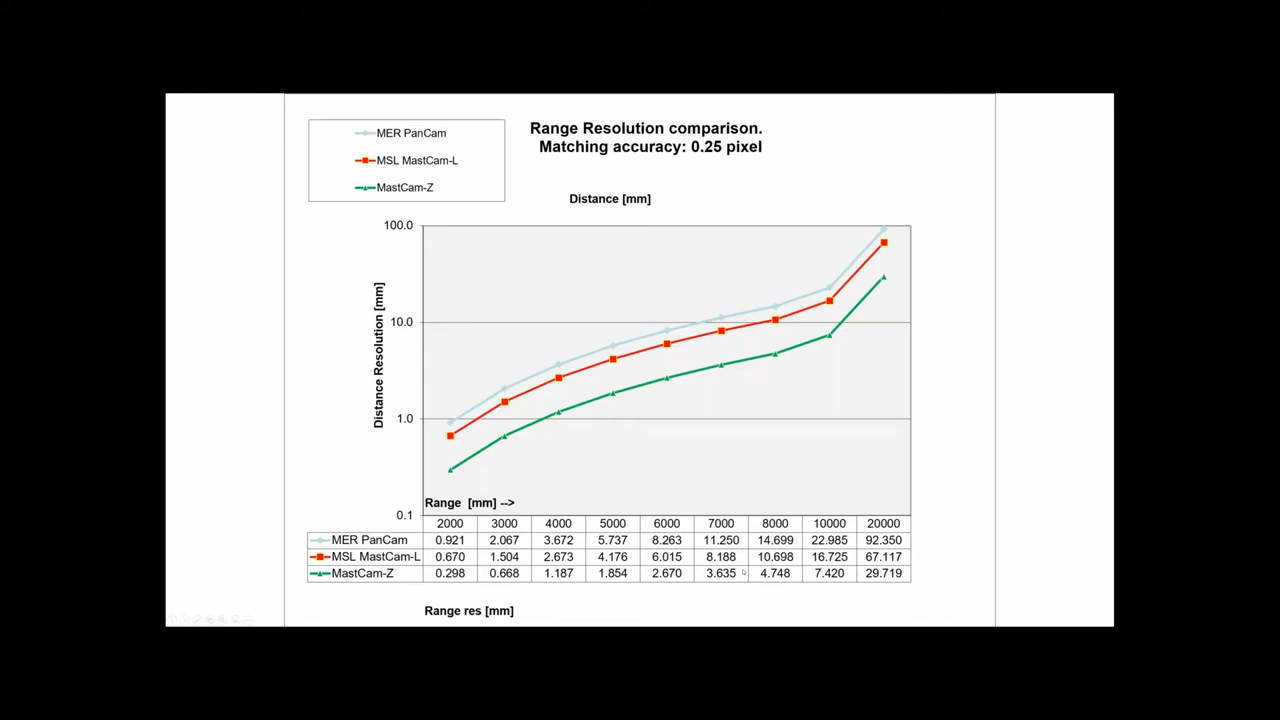 MER PanCam
MSL MastCam-L
MastCam-Z
Range Resolution comparison.
Matching accuracy: 0.25 pixel
Distance [mm]
100.0
10.0
1.0
0.1
Distance Resolution [mm]
Range [mm] -->
2000 3000 4000 5000 6000 7000 8000 10000 20000
MER PanCam 0.921 2.067 3.672 5.737 8.263 11.250 14.699 22.985 92.350
MSL MastCam-L 0.670 1.504 2.673 4.176 6.015 8.188 10.698 16.725 67.117
MastCam-Z 0.298 0.668 1.187 1.854 2.670 3.635 4.748 7.420 29.719
Range res [mm]